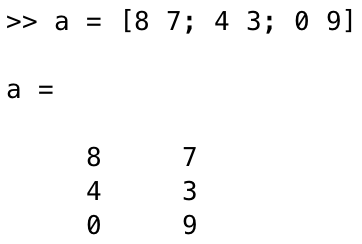 >> a = [8 7; 4 3; 0 9]
a =
8 7
4 3
0 9